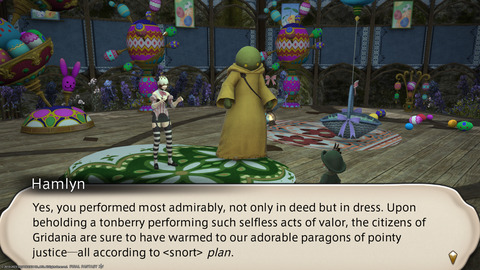 Hamlyn
Yes, you performed most admirably, not only in deed but in dress. Upon
beholding a tonberry performing such selfless acts of valor, the citizens of
Gridania are sure to have warmed to our adorable paragons of pointy
justice—all according to <snort> plan.